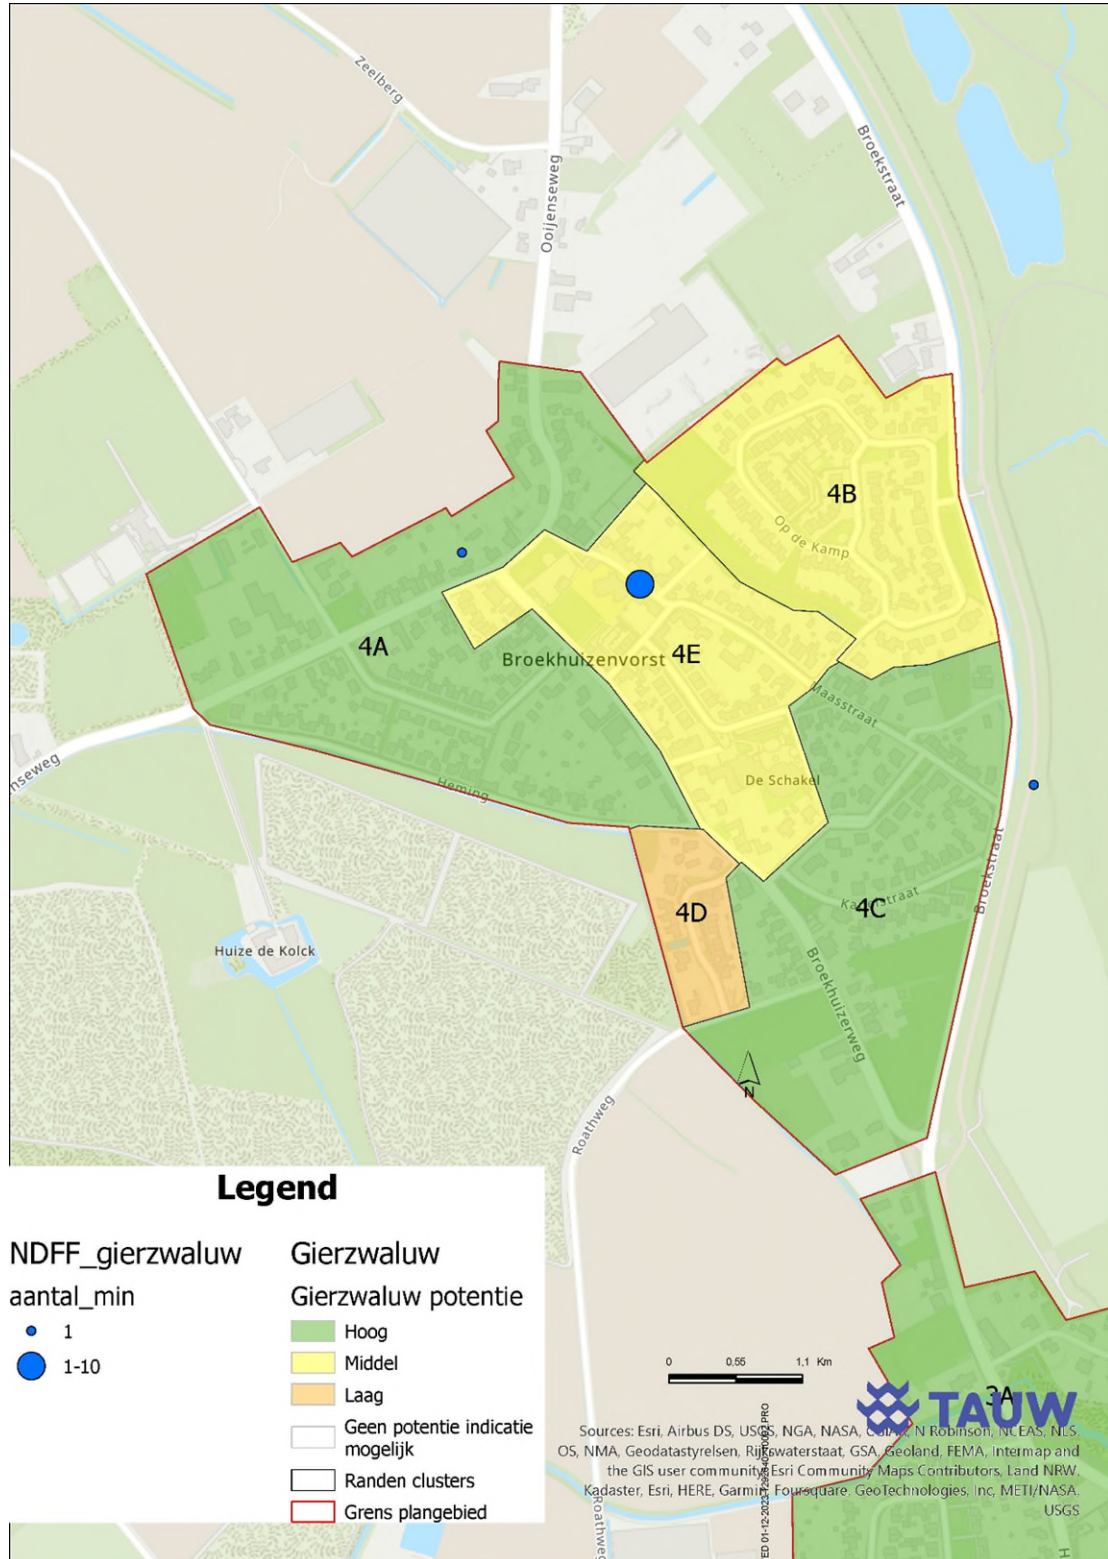 Zeelberg
Broekstraat
Ooijenseweg
4B
Op de Kamp
4A
4E
Broekhuizenvorst
Maasstraat
De Schakel
nseweg
Heming
4D
4C
Broekstraat
Huize de Kolck
Broekhuizerweg
N
Roathweg
Legend
NDFF_gierzwaluw
aantal_min
1
1-10
Gierzwaluw
Gierzwaluw potentie
Hoog
Middel
Laag
Geen potentie indicatie
mogelijk
Randen clusters
Grens plangebied
0 0,55 1,1 Km
3A
TAUW
Sources: Esri, Airbus DS, USGS, NGA, NASA, CGIAR, N Robinson, NCEAS, NLS,
OS, NMA, Geodatastyrelsen, Rijkswaterstaat, GSA, Geoland, FEMA, Intermap and
the GIS user community, Esri Community Maps Contributors, Land NRW,
Kadaster, Esri, HERE, Garmin, Foursquare, GeoTechnologies, Inc, METI/NASA,
USGS
Roathweg